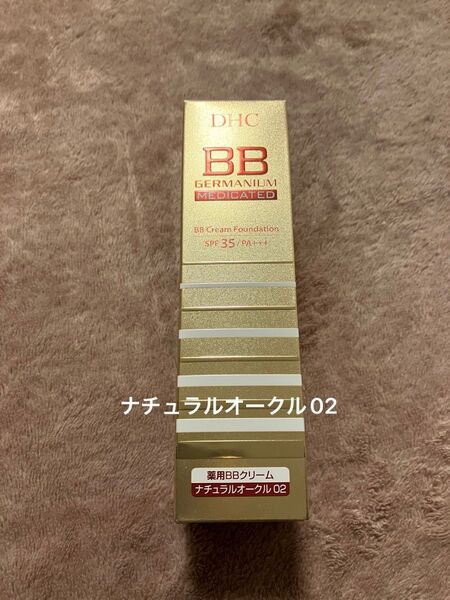 DHC
BB
GERMANIUM
MEDICATED
BB Cream Foundation
SPF 35/PA+++
ナチュラルオークル02
薬用BBクリーム
ナチュラルオークル 02